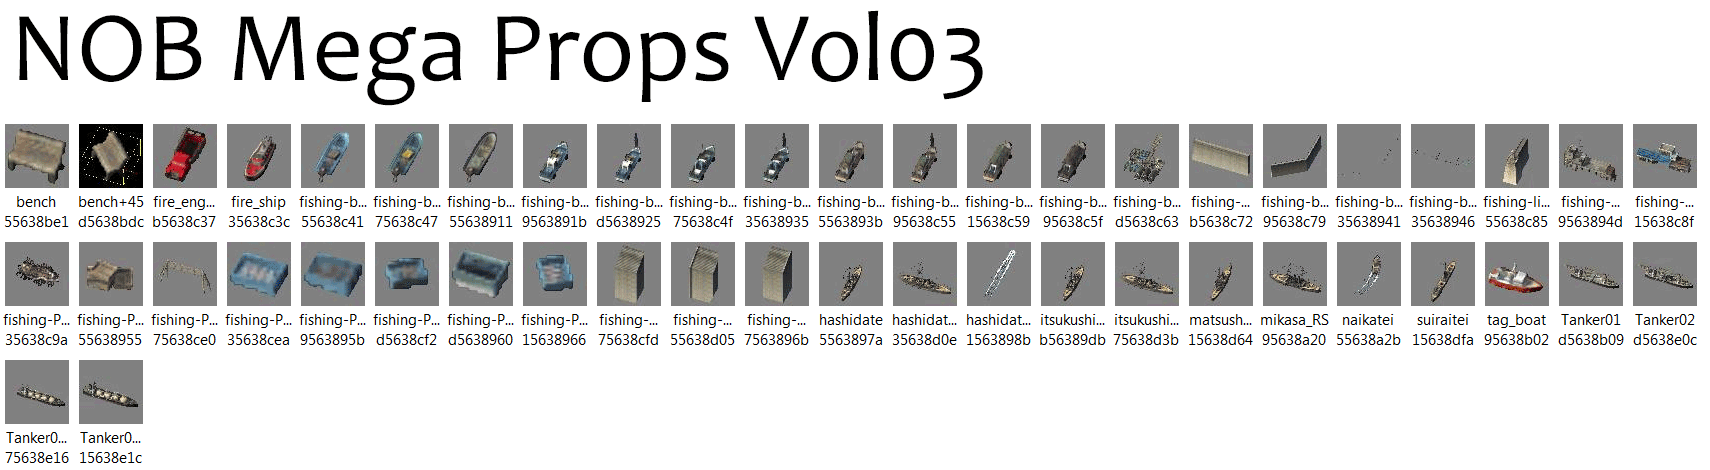 NOB Mega Props Vol03
bench bench+45 fire_eng... fire_ship fishing-b... fishing-b... fishing-b... fishing-b... fishing-b... fishing-b... fishing-b... fishing-b... fishing-b... fishing-b... fishing-b... fishing-b... fishing-... fishing-b... fishing-b... fishing-b... fishing-li... fishing-... fishing-...
55638be1 d5638bdc b5638c37 35638c3c 55638c41 75638c47 55638911 9563891b d5638925 75638c4f 35638935 5563893b 95638c55 15638c59 95638c5f d5638c63 b5638c72 95638c79 35638941 35638946 55638c85 9563894d 15638c8f
fishing-P... fishing-P... fishing-P... fishing-P... fishing-P... fishing-P... fishing-P... fishing-P... fishing-... fishing-... fishing-... hashidate hashidat... hashidat... itsukushi... itsukushi... matsush... mikasa_RS naikatei suiraitei tag_boat Tanker01 Tanker02
35638c9a 55638955 75638ce0 35638cea 9563895b d5638cf2 d5638960 15638966 75638cfd 55638d05 7563896b 5563897a 35638d0e 1563898b b56389db 75638d3b 15638d64 95638a20 55638a2b 15638dfa 95638b02 d5638b09 d5638e0c
Tanker0... Tanker0...
75638e16 15638e1c